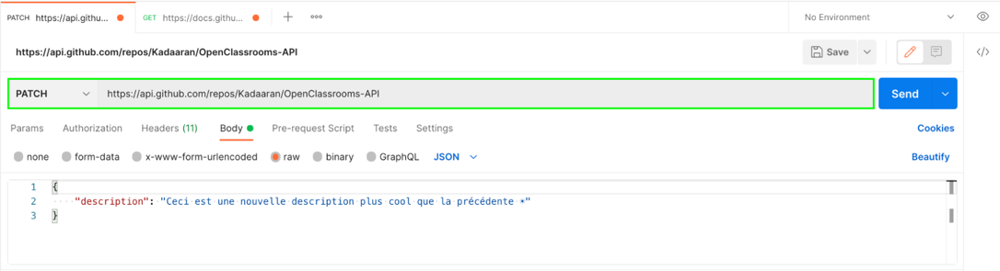 PATCH https://api.githu... GET https://docs.githu... + No Environment
https://api.github.com/repos/Kadaaran/OpenClassrooms-API Save
PATCH https://api.github.com/repos/Kadaaran/OpenClassrooms-API Send
Params Authorization Headers (11) Body Pre-request Script Tests Settings Cookies
none form-data x-www-form-urlencoded raw binary GraphQL JSON Beautify
1 {
2 "description": "Ceci est une nouvelle description plus cool que la précédente *"
3 }